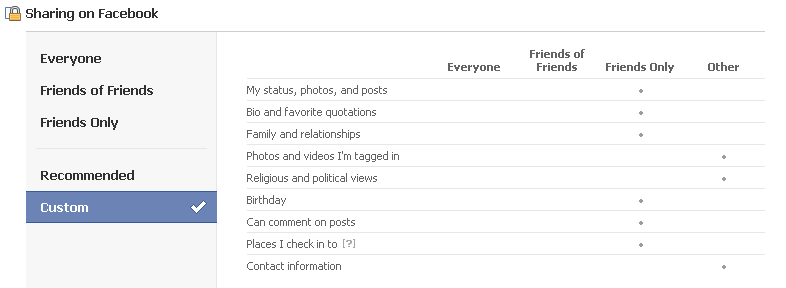 Sharing on Facebook
Everyone
Friends of Friends
Friends Only
Recommended
Custom
Everyone Friends of Friends Friends Only Other
My status, photos, and posts
Bio and favorite quotations
Family and relationships
Photos and videos I'm tagged in
Religious and political views
Birthday
Can comment on posts
Places I check in to [?]
Contact information